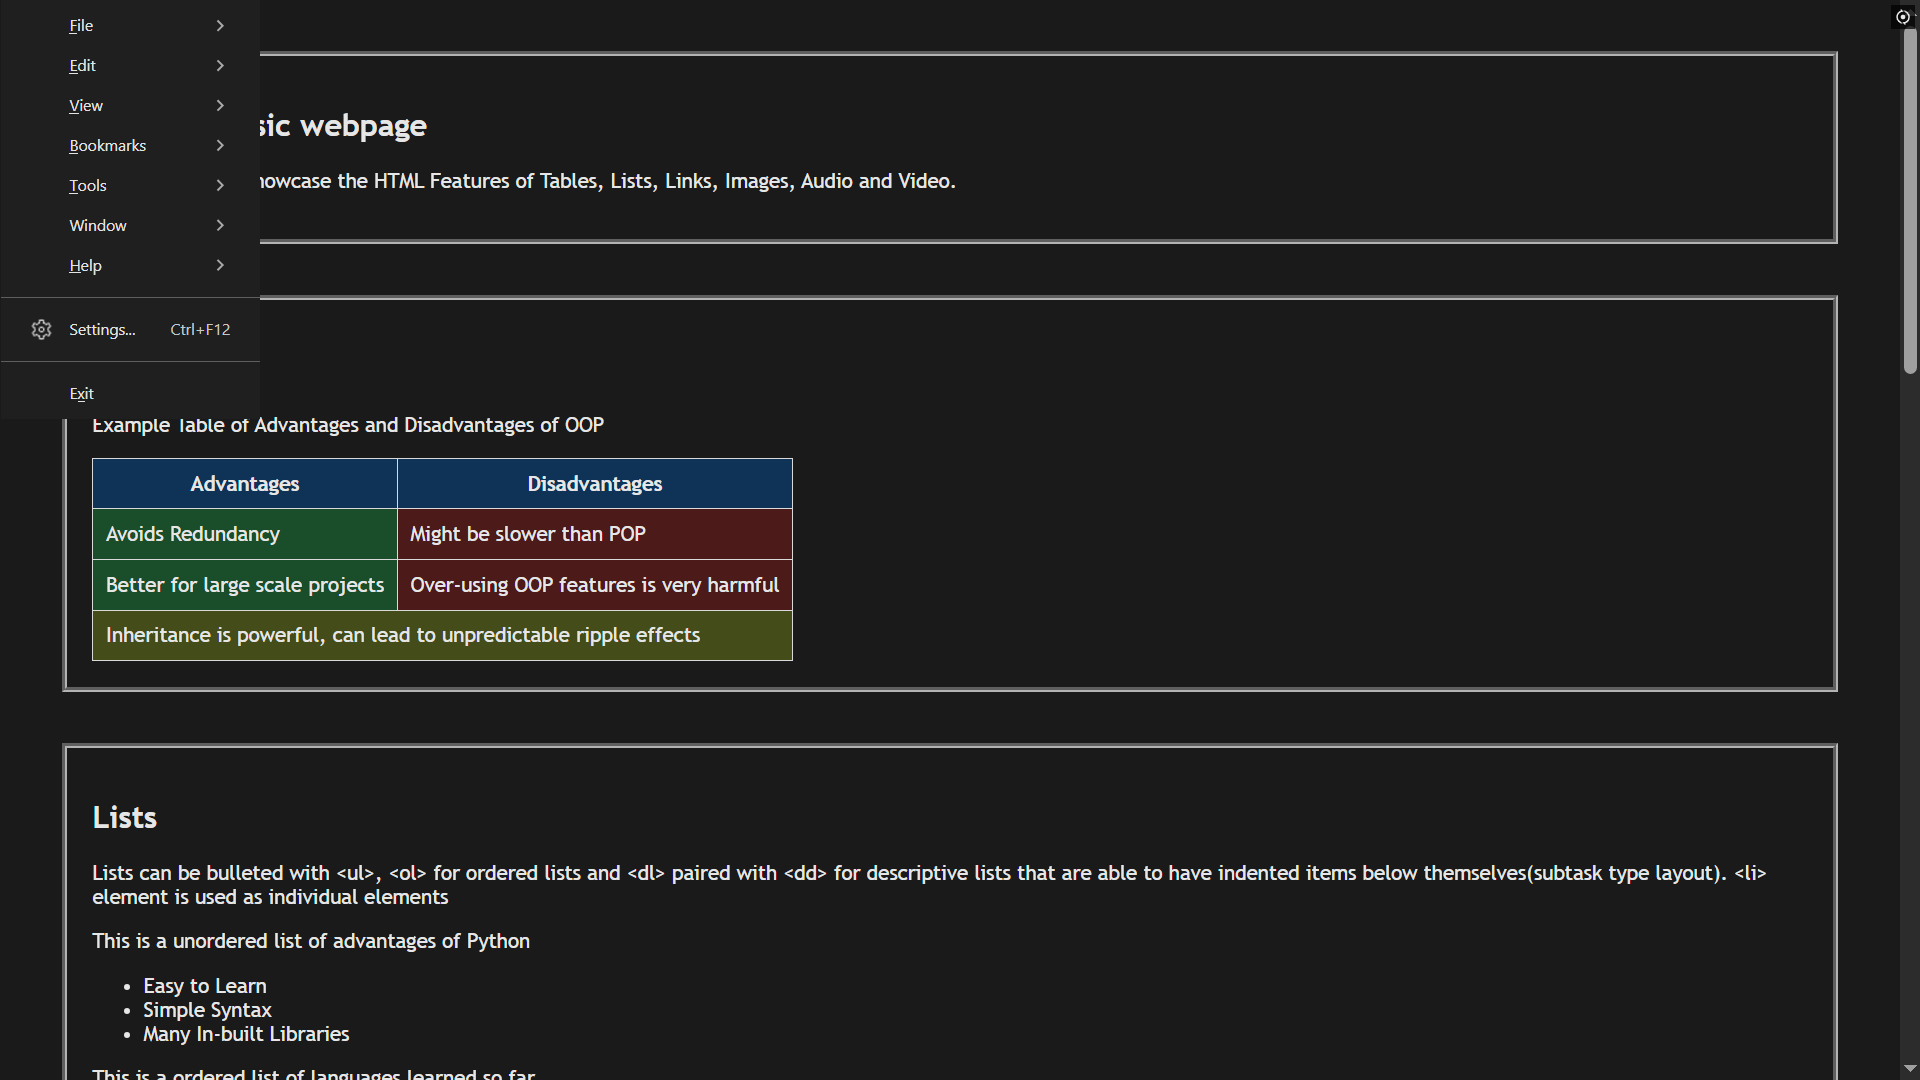 File
Edit
View
Bookmarks
Tools
Window
Help
Settings... Ctrl+F12
Exit
sic webpage
howcase the HTML Features of Tables, Lists, Links, Images, Audio and Video.
Example Table of Advantages and Disadvantages of OOP
Advantages Disadvantages
Avoids Redundancy Might be slower than POP
Better for large scale projects Over-using OOP features is very harmful
Inheritance is powerful, can lead to unpredictable ripple effects
Lists
Lists can be bulleted with <ul>, <ol> for ordered lists and <dl> paired with <dd> for descriptive lists that are able to have indented items below themselves(subtask type layout). <li>
element is used as individual elements
This is a unordered list of advantages of Python
• Easy to Learn
• Simple Syntax
• Many In-built Libraries
This is a ordered list of languages learned so far